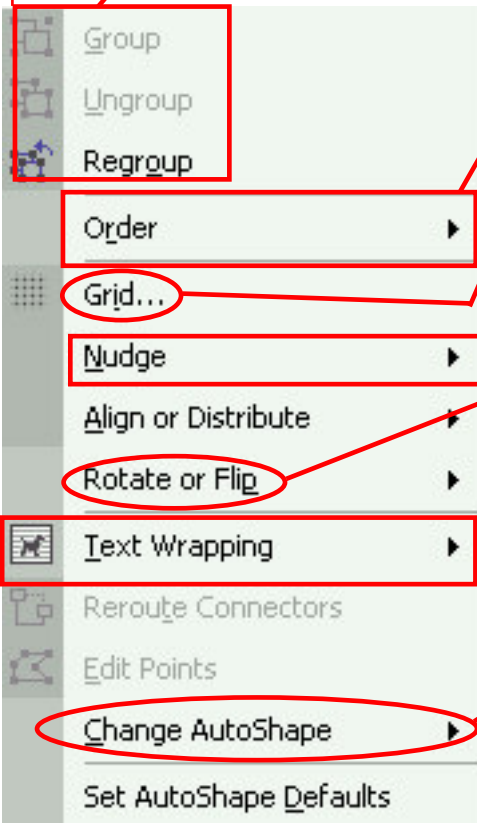 Group
Ungroup
Regroup
Order
Grid...
Nudge
Align or Distribute
Rotate or Flip
Text Wrapping
Reroute Connectors
Edit Points
Change AutoShape
Set AutoShape Defaults